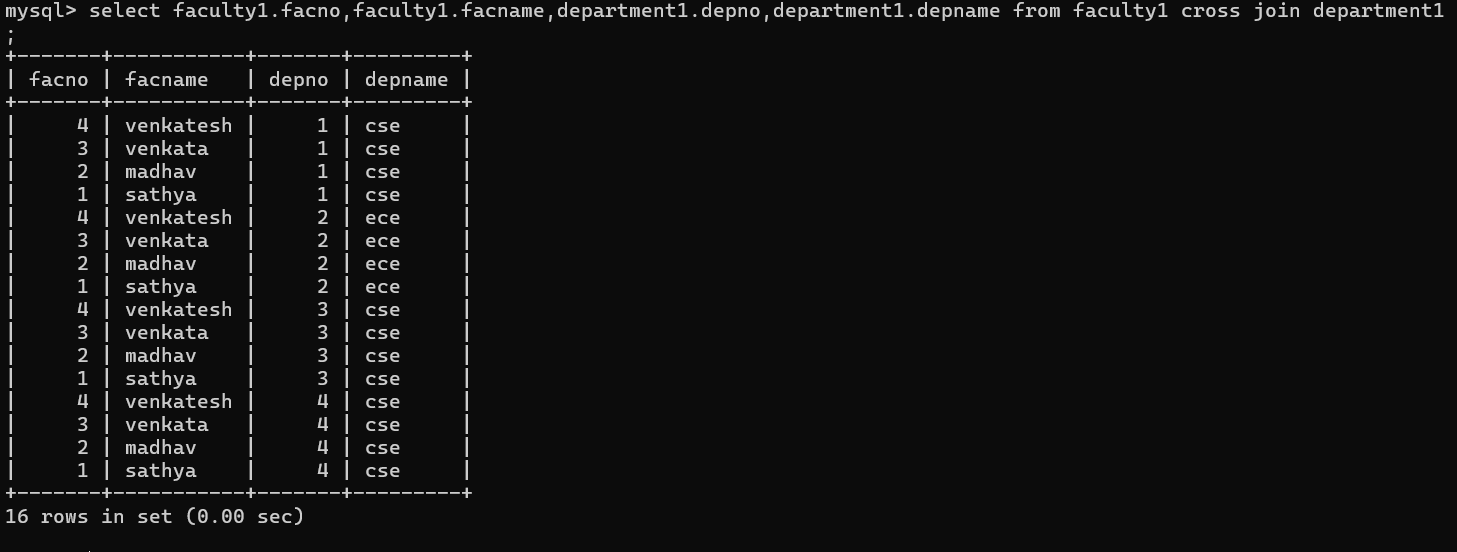 mysql> select faculty1.facno,faculty1.facname,department1.depno,department1.depname from faculty1 cross join department1
;
+-------+-----------+-------+---------+
| facno | facname   | depno | depname |
+-------+-----------+-------+---------+
|     4 | venkatesh |     1 | cse     |
|     3 | venkata   |     1 | cse     |
|     2 | madhav    |     1 | cse     |
|     1 | sathya    |     1 | cse     |
|     4 | venkatesh |     2 | ece     |
|     3 | venkata   |     2 | ece     |
|     2 | madhav    |     2 | ece     |
|     1 | sathya    |     2 | ece     |
|     4 | venkatesh |     3 | cse     |
|     3 | venkata   |     3 | cse     |
|     2 | madhav    |     3 | cse     |
|     1 | sathya    |     3 | cse     |
|     4 | venkatesh |     4 | cse     |
|     3 | venkata   |     4 | cse     |
|     2 | madhav    |     4 | cse     |
|     1 | sathya    |     4 | cse     |
+-------+-----------+-------+---------+
16 rows in set (0.00 sec)